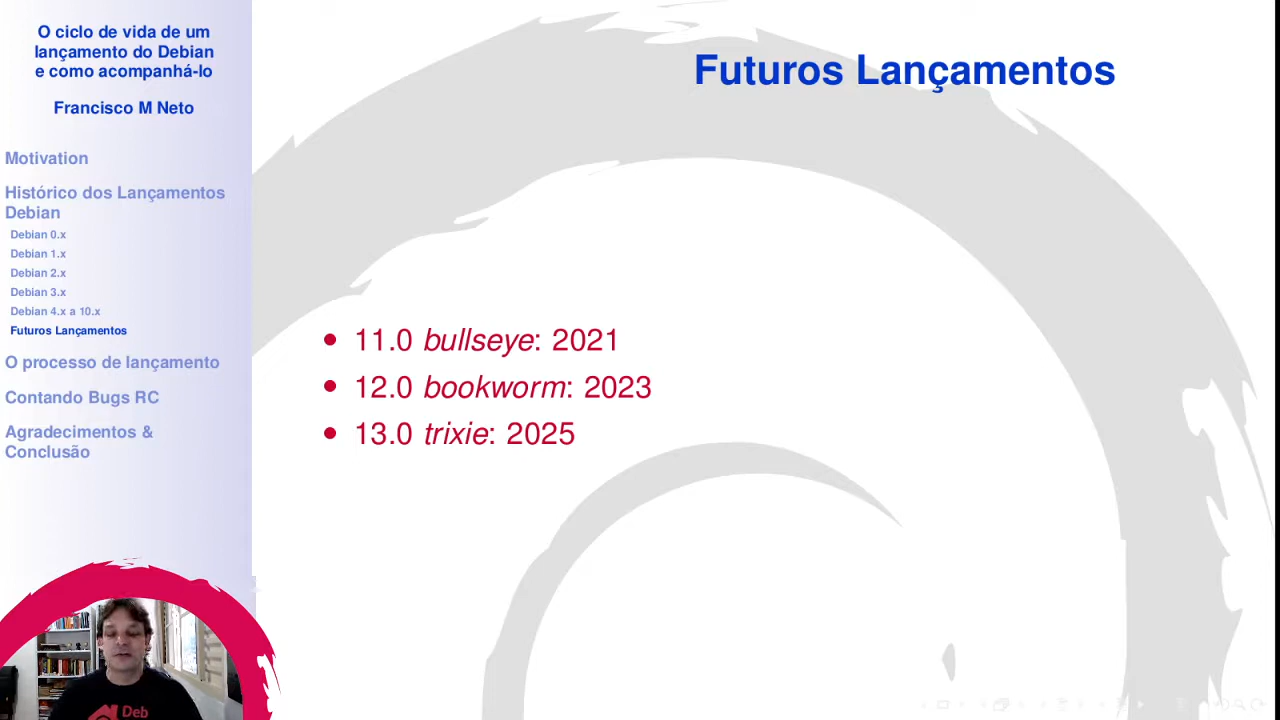 O ciclo de vida de um
lançamento do Debian
e como acompanhá-lo
Francisco M Neto
Motivation
Histórico dos Lançamentos
Debian
Debian 0.x
Debian 1.x
Debian 2.x
Debian 3.x
Debian 4.x a 10.x
Futuros Lançamentos
O processo de lançamento
Contando Bugs RC
Agradecimentos &
Conclusão
Futuros Lançamentos
11.0 bullseye: 2021
12.0 bookworm: 2023
13.0 trixie: 2025
Deb